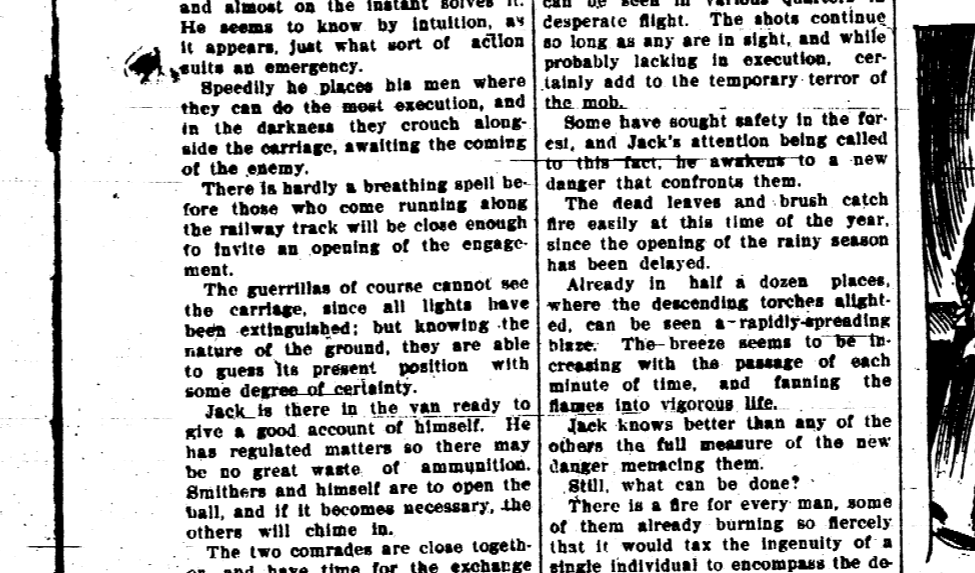 and almost on the instant solves it.
He seems to know by intuition, as
it appears, just what sort of action
suits an emergency.
Speedily he places his men where
they can do the most execution, and
in the darkness they crouch along-
side the carriage, awaiting the coming
of the enemy.
There is hardly a breathing spell be-
fore those who come running along
the railway track will be close enough
to invite an opening of the engage-
ment.
The guerrillas of course cannot see
the carriage, since all lights have
been extinguished; but knowing the
nature of the ground, they are able
to guess its present position with
some degree of certainty.
Jack is there in the van ready to
give a good account of himself. He
has regulated matters so there may
be no great waste of ammunition.
Smithers and himself are to open the
ball, and if it becomes necessary, the
others will chime in.
The two comrades are close togeth-
er, and have time for the exchange
can be seen in various quarters in
desperate flight. The shots continue
so long as any are in sight, and while
probably lacking in execution, cer-
tainly add to the temporary terror of
the mob.
Some have sought safety in the for-
est, and Jack's attention being called
to this fact, he awakens to a new
danger that confronts them.
The dead leaves and brush catch
fire easily at this time of the year,
since the opening of the rainy season
has been delayed.
Already in half a dozen places,
where the descending torches alight-
ed, can be seen a rapidly-spreading
blaze. The breeze seems to be in-
creasing with the passage of each
minute of time, and fanning the
flames into vigorous life.
Jack knows better than any of the
others the full measure of the new
danger menacing them.
Still, what can be done?
There is a fire for every man, some
of them already burning so fiercely
that it would tax the ingenuity of a
single individual to encompass the de-